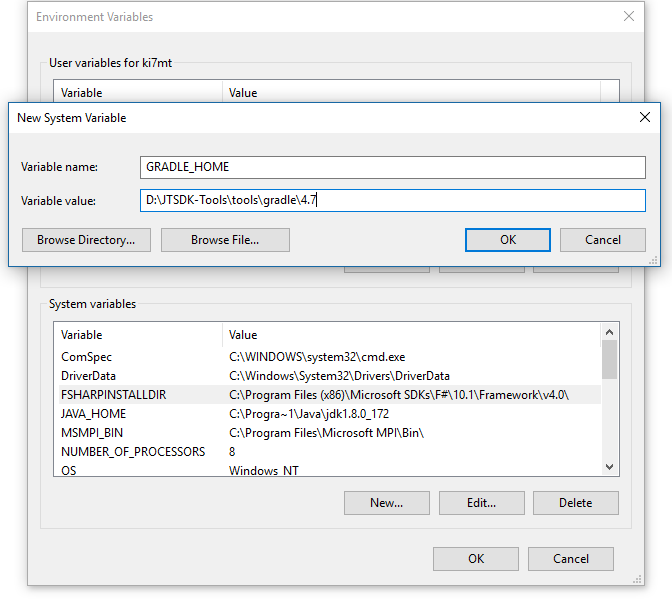 Environment Variables
User variables for ki7mt
Variable Value
New System Variable
Variable name: GRADLE_HOME
Variable value: D:\JTSDK-Tools\tools\gradle\4.7
Browse Directory... Browse File... OK Cancel
System variables
Variable Value
ComSpec C:\WINDOWS\system32\cmd.exe
DriverData C:\Windows\System32\Drivers\DriverData
FSHARPINSTALLDIR C:\Program Files (x86)\Microsoft SDKs\F#\10.1\Framework\v4.0\
JAVA_HOME C:\Progra~1\Java\jdk1.8.0_172
MSMPI_BIN C:\Program Files\Microsoft MPI\Bin\
NUMBER_OF_PROCESSORS 8
OS Windows_NT
New... Edit... Delete
OK Cancel